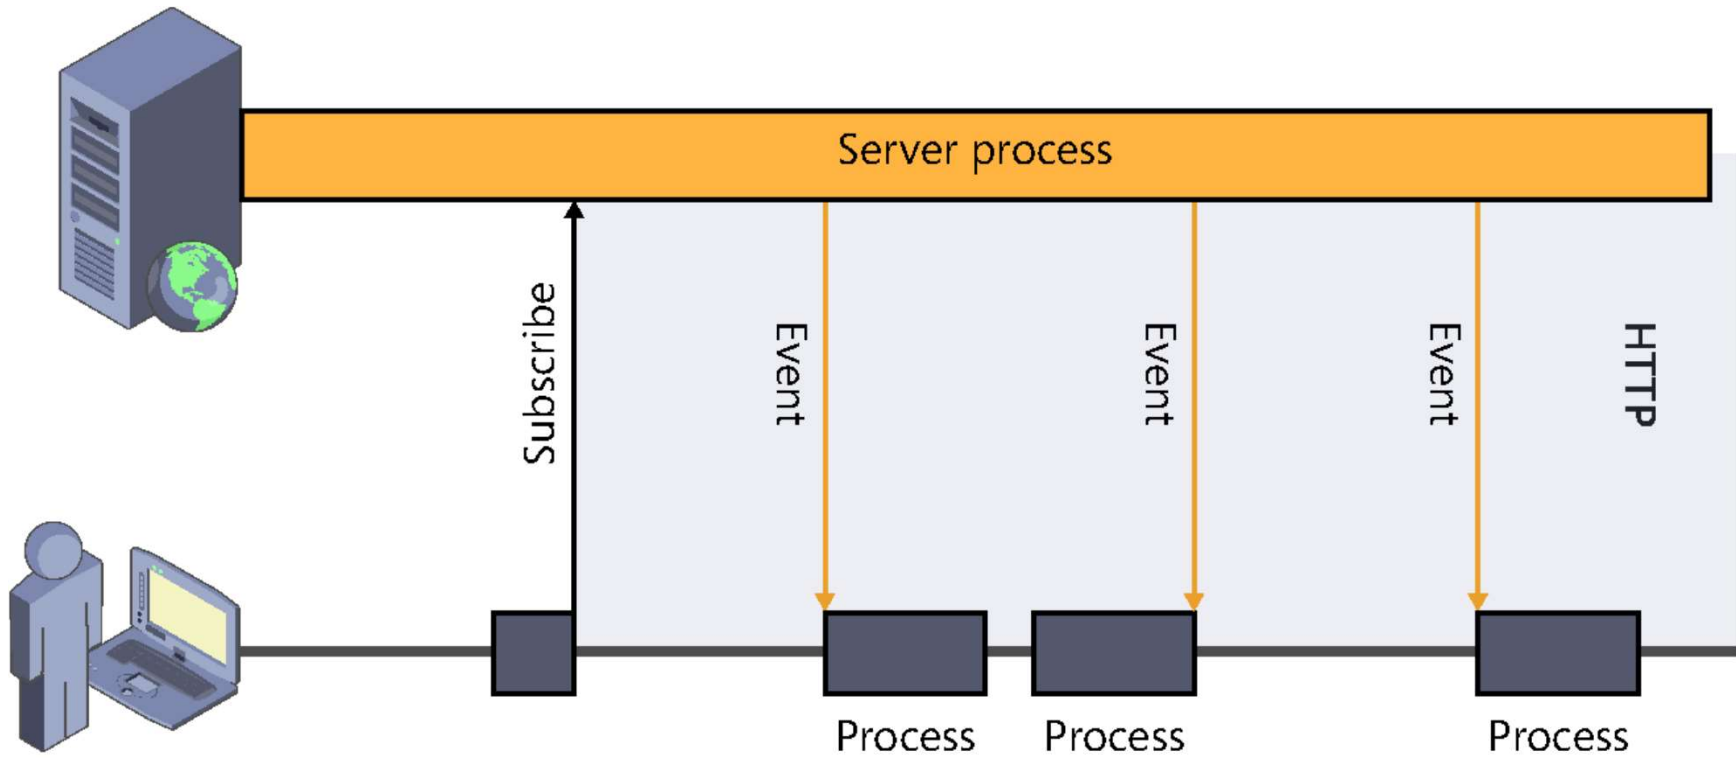 Server process
Subscribe
Event
Event
Event
HTTP
Process
Process
Process